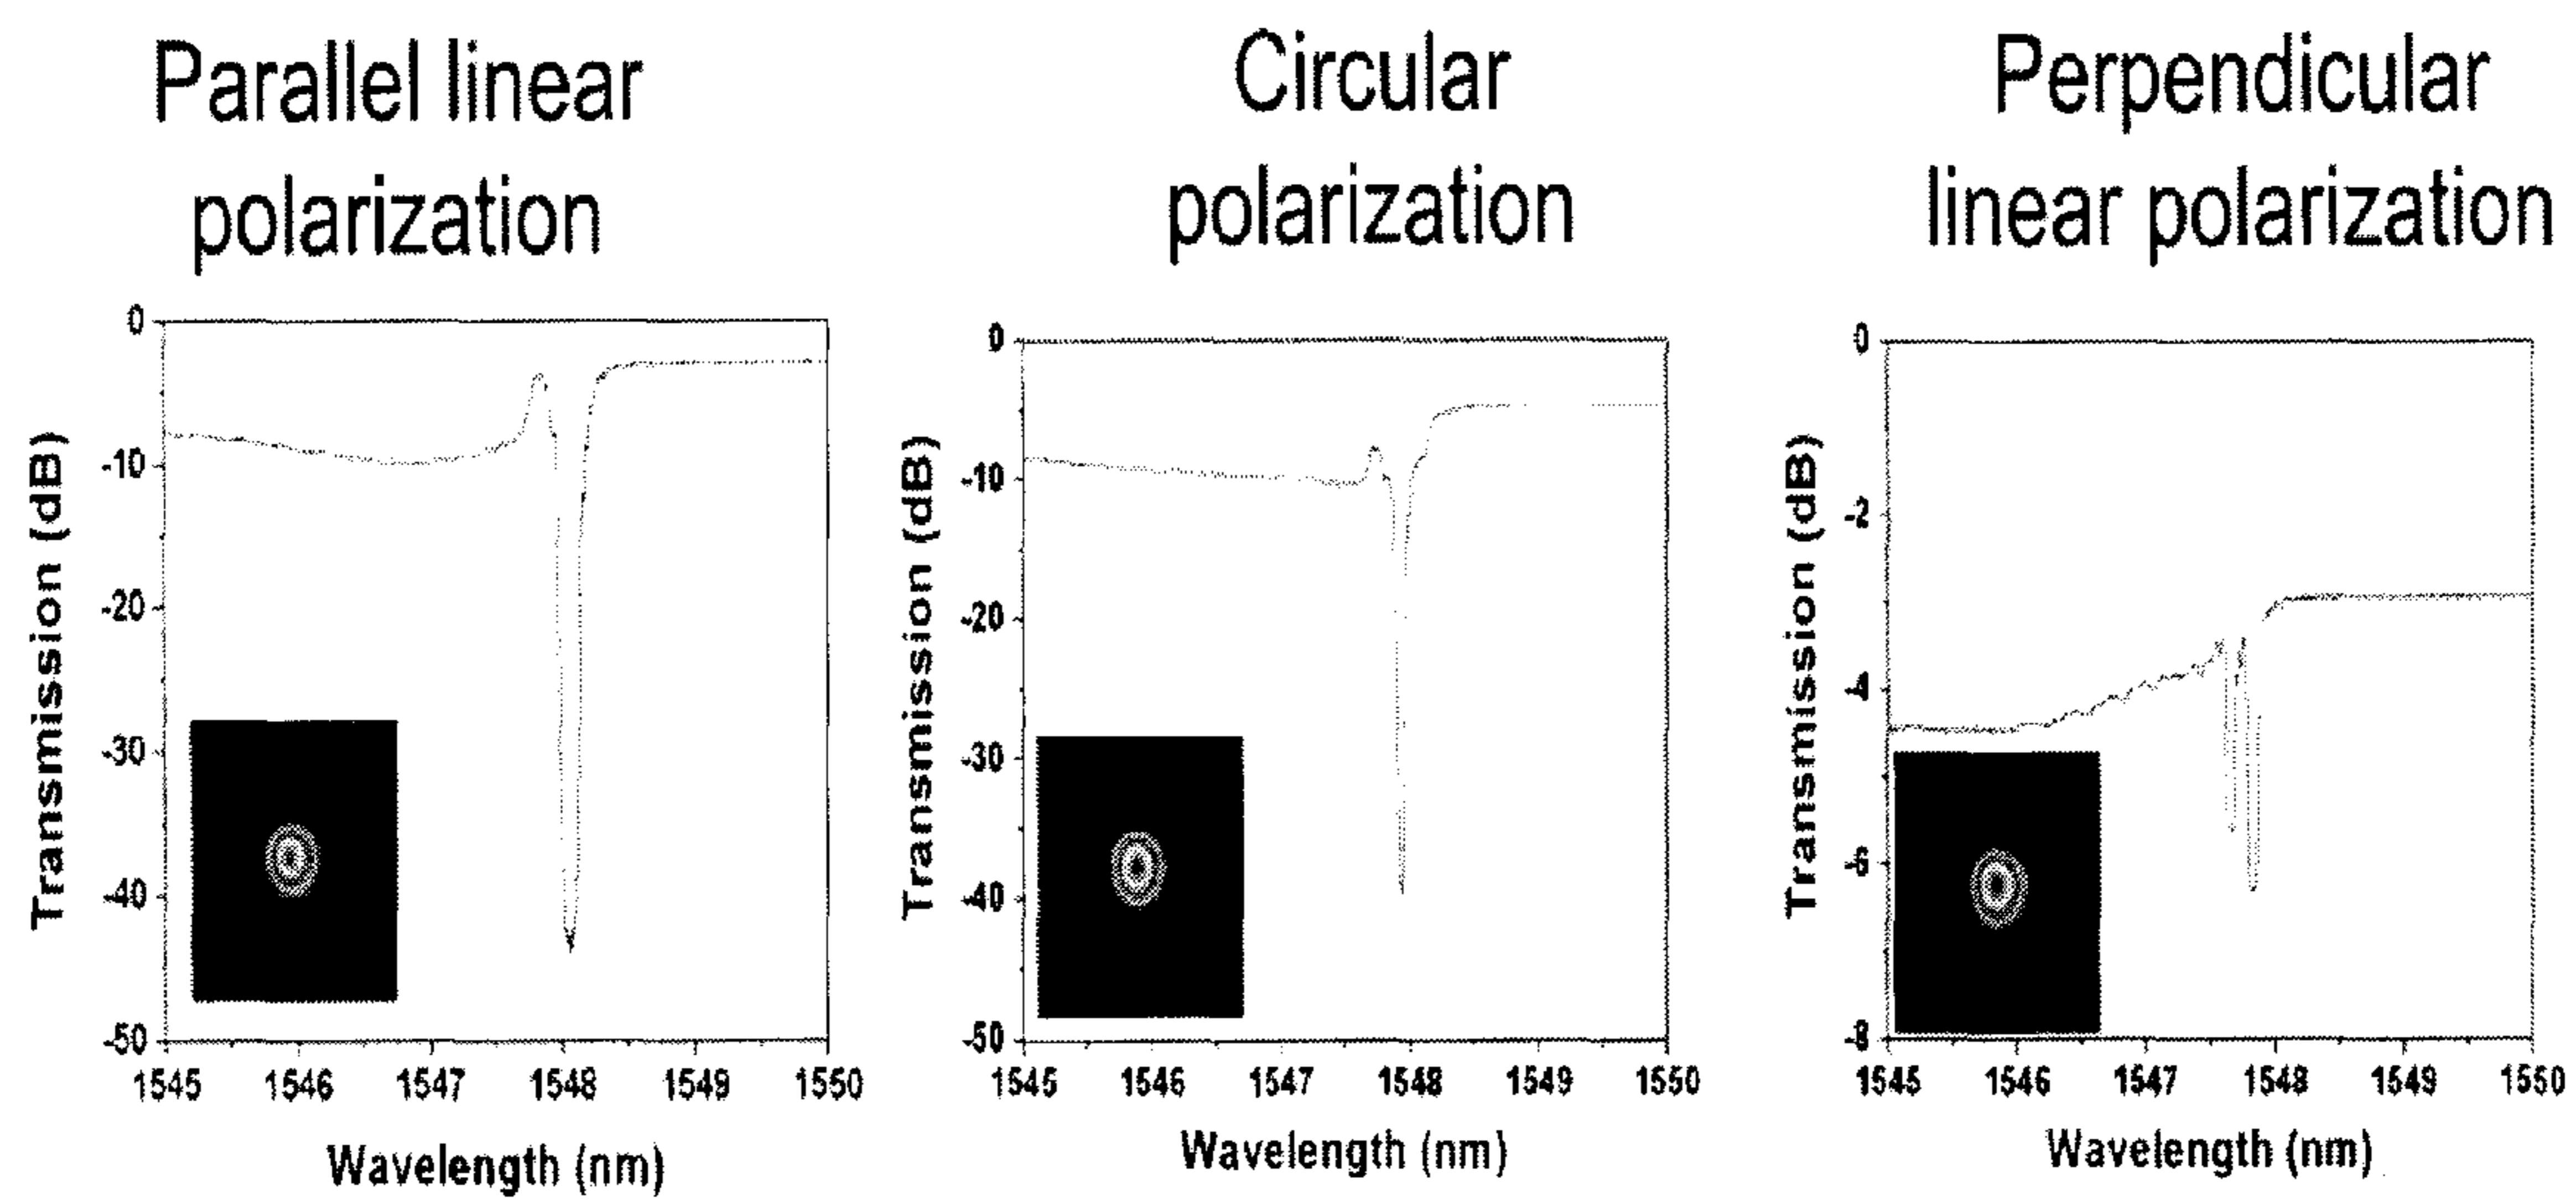 Parallel linear
polarization
Circular
polarization
Perpendicular
linear polarization
Transmission (dB)
0
-10
-20
-30
-40
-50
1545 1546 1547 1548 1549 1550
Wavelength (nm)
Transmission (dB)
0
-10
-20
-30
-40
-50
1545 1546 1547 1548 1549 1550
Wavelength (nm)
Transmission (dB)
0
-2
-4
-6
-8
1545 1546 1547 1548 1549 1550
Wavelength (nm)